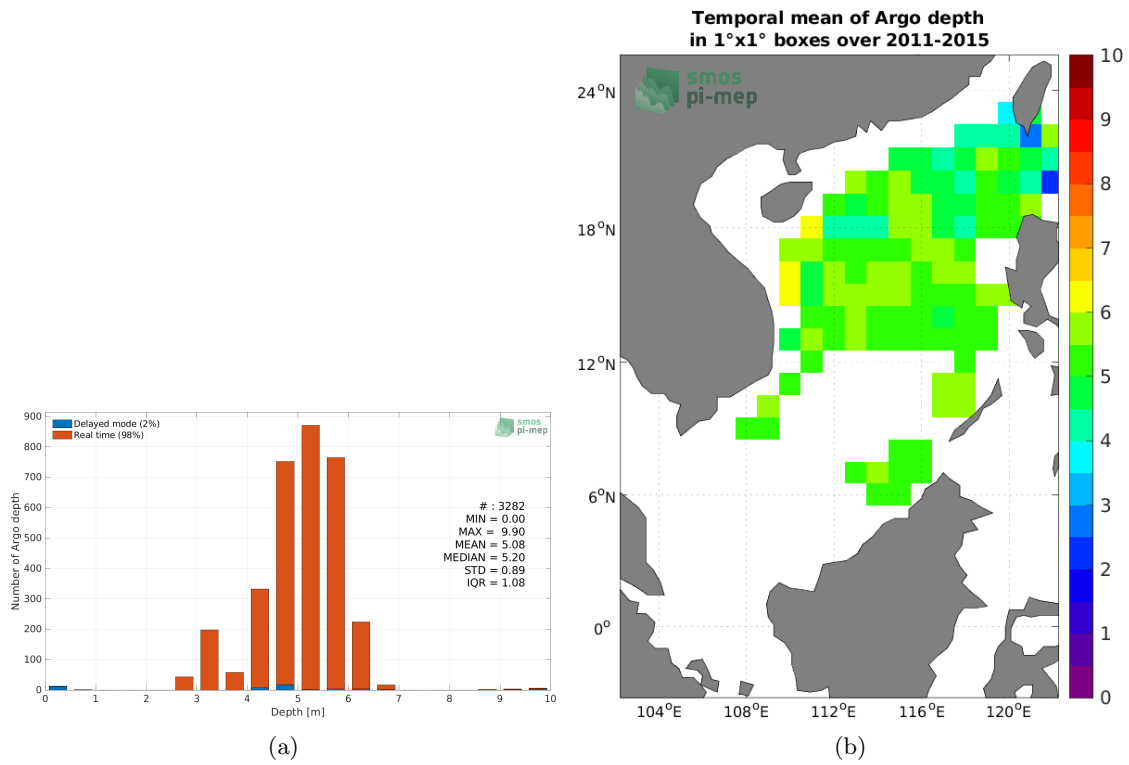 Temporal mean of Argo depth
in 1°x1° boxes over 2011-2015
smos
pi-mep
24°N
18°N
12°N
6°N
0°
104°E
108°E
112°E
116°E
120°E
10
9
8
7
6
5
4
3
2
1
0
900
800
700
600
500
400
300
200
100
0
Number of Argo depth
Delayed mode (2%)
Real time (98%)
smos
pi-mep
# : 3282
MIN = 0.00
MAX = 9.90
MEAN = 5.08
MEDIAN = 5.20
STD = 0.89
IQR = 1.08
0 1 2 3 4 5 6 7 8 9 10
Depth [m]
(a)
(b)